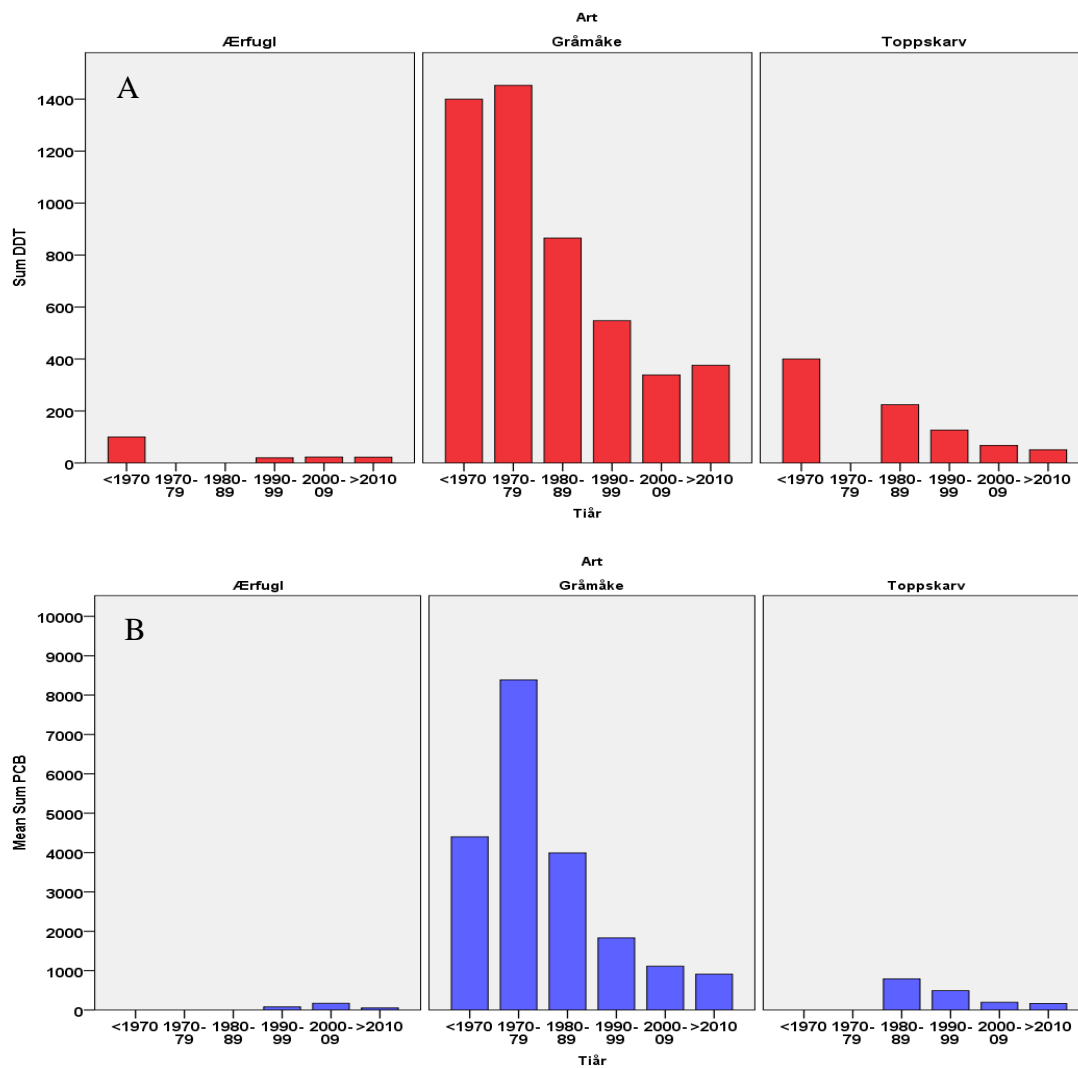 Art
Ærfugl Gråmåke Toppskarv
A
1400
1200
1000
800
600
400
200
0
Sum DDT
<1970 1970- 1980- 1990- 2000- >2010 <1970 1970- 1980- 1990- 2000- >2010 <1970 1970- 1980- 1990- 2000- >2010
79 89 99 09 79 89 99 09 79 89 99 09
Tiår
Art
Ærfugl Gråmåke Toppskarv
B
10000
9000
8000
7000
6000
5000
4000
3000
2000
1000
0
Mean Sum PCB
<1970 1970- 1980- 1990- 2000- >2010 <1970 1970- 1980- 1990- 2000- >2010 <1970 1970- 1980- 1990- 2000- >2010
79 89 99 09 79 89 99 09 79 89 99 09
Tiår